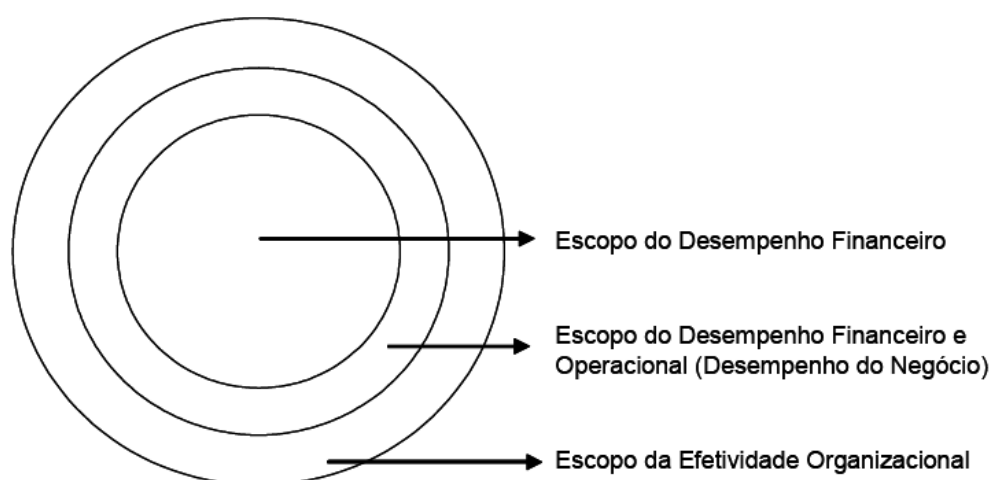 Escopo do Desempenho Financeiro
Escopo do Desempenho Financeiro e
Operacional (Desempenho do Negócio)
Escopo da Efetividade Organizacional